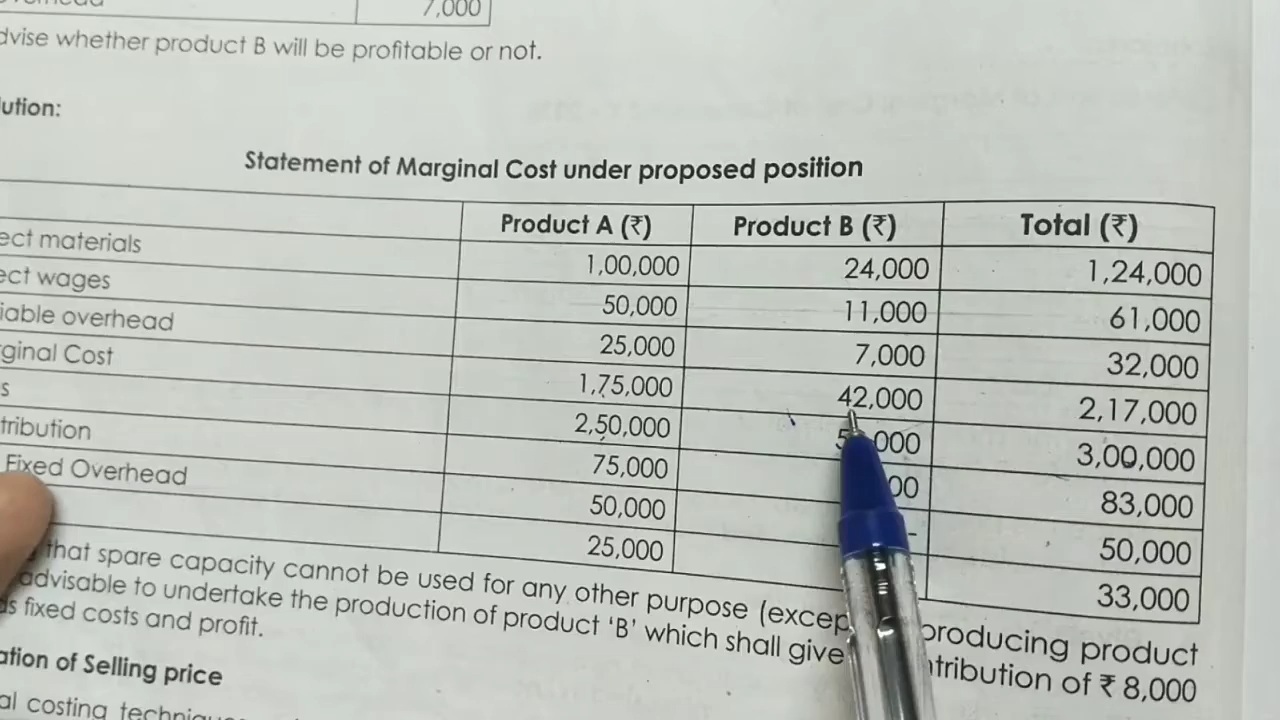 7,000
dvise whether product B will be profitable or not.
ution:
Statement of Marginal Cost under proposed position
Product A (₹) Product B (₹) Total (₹)
ect materials 1,00,000 24,000 1,24,000
ect wages 50,000 11,000 61,000
iable overhead 25,000 7,000 32,000
ginal Cost 1,75,000 42,000 2,17,000
s 2,50,000 5 000 3,00,000
tribution 75,000 00 83,000
Fixed Overhead 50,000 - 50,000
25,000 33,000
that spare capacity cannot be used for any other purpose (excep producing product
advisable to undertake the production of product ‘B’ which shall give ntribution of ₹ 8,000
as fixed costs and profit.
ation of Selling price
al costing